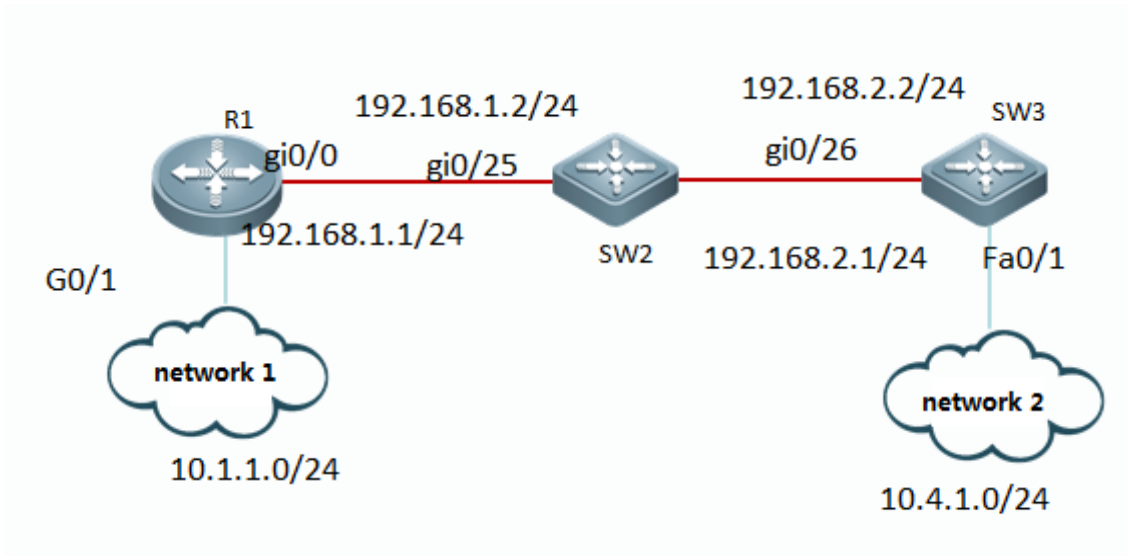 192.168.2.2/24
192.168.1.2/24
SW3
R1
gi0/0
gi0/25
gi0/26
192.168.1.1/24
SW2
192.168.2.1/24
Fa0/1
G0/1
network 1
network 2
10.1.1.0/24
10.4.1.0/24